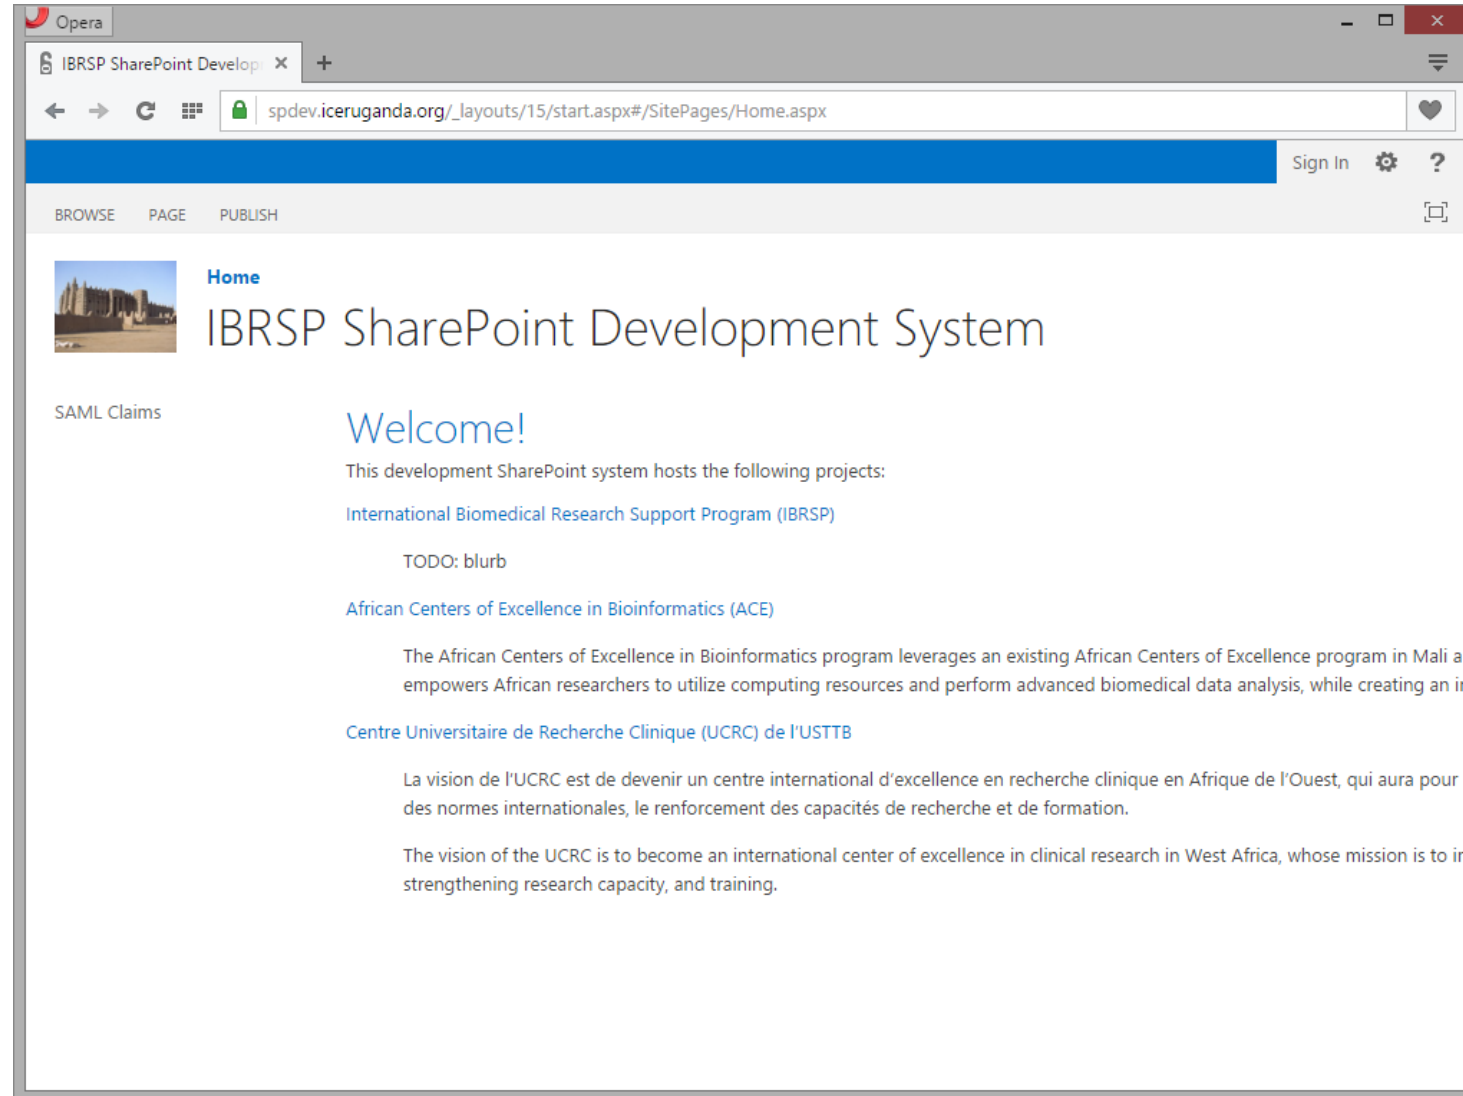 Opera
IBRSP SharePoint Develop
spdev.iceruganda.org/_layouts/15/start.aspx#/SitePages/Home.aspx
Sign In ?
BROWSE PAGE PUBLISH
Home
IBRSP SharePoint Development System
SAML Claims
Welcome!
This development SharePoint system hosts the following projects:
International Biomedical Research Support Program (IBRSP)
TODO: blurb
African Centers of Excellence in Bioinformatics (ACE)
The African Centers of Excellence in Bioinformatics program leverages an existing African Centers of Excellence program in Mali a
empowers African researchers to utilize computing resources and perform advanced biomedical data analysis, while creating an i
Centre Universitaire de Recherche Clinique (UCRC) de l'USTTB
La vision de l'UCRC est de devenir un centre international d'excellence en recherche clinique en Afrique de l'Ouest, qui aura pour
des normes internationales, le renforcement des capacités de recherche et de formation.
The vision of the UCRC is to become an international center of excellence in clinical research in West Africa, whose mission is to i
strengthening research capacity, and training.